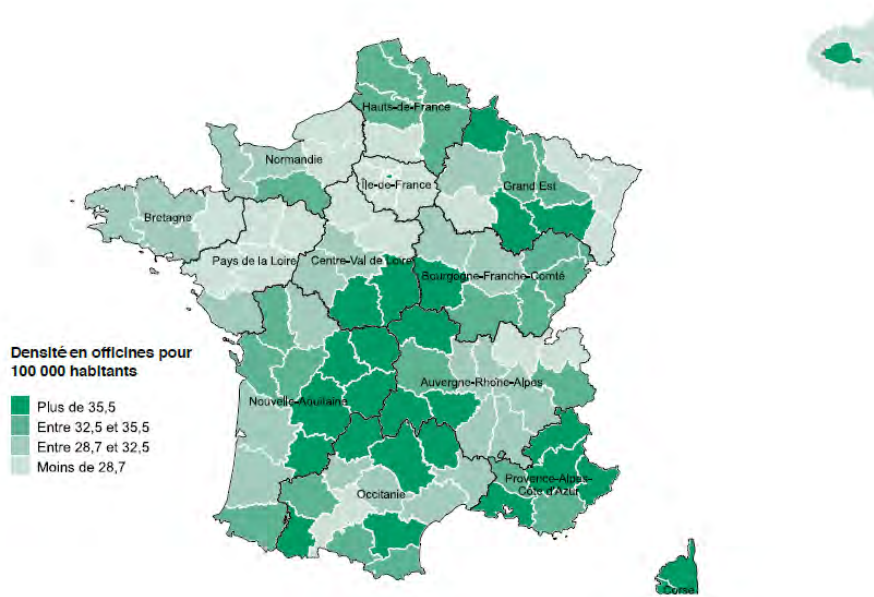 Hauts-de-France
Normandie
Île-de-France
Grand Est
Bretagne
Pays de la Loire
Centre-Val de Loire
Bourgogne-Franche-Comté
Densité en officines pour
100 000 habitants
Plus de 35,5
Entre 32,5 et 35,5
Entre 28,7 et 32,5
Moins de 28,7
Auvergne-Rhône-Alpes
Nouvelle-Aquitaine
Provence-Alpes-
Côte d'Azur
Occitanie
Corse